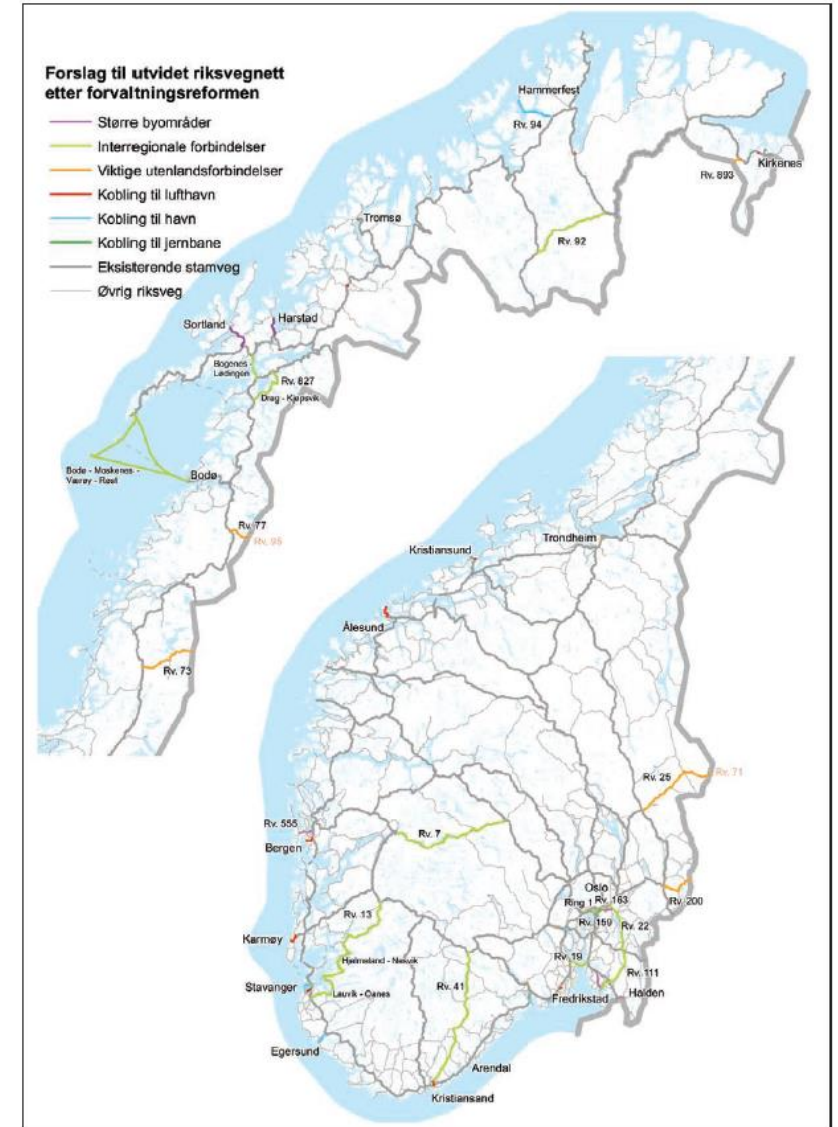 Forslag til utvidet riksvegnett
etter forvaltningsreformen
Større byområder
Interregionale forbindelser
Viktige utenlandsforbindelser
Kobling til lufthavn
Kobling til havn
Kobling til jernbane
Eksisterende stamveg
Øvrig riksveg
Hammerfest
Rv. 94
Rv. 893
Kirkenes
Tromsø
Rv. 92
Sortland
Harstad
Bognes -
Lødingen
Rv. 827
Drag - Kjøpsvik
Bodø - Moskenes -
Værøy - Røst
Bodø
Rv. 77
Rv. 95
Rv. 73
Kristiansund
Trondheim
Ålesund
Rv. 25
Rv. 71
Rv. 555
Bergen
Rv. 7
Oslo
Ring 1
Rv. 163
Rv. 200
Rv. 159
Rv. 22
Rv. 13
Karmøy
Hjelmeland - Nesvik
Rv. 19
Rv. 41
Rv. 111
Stavanger
Lauvik - Oanes
Fredrikstad
Halden
Egersund
Arendal
Kristiansand